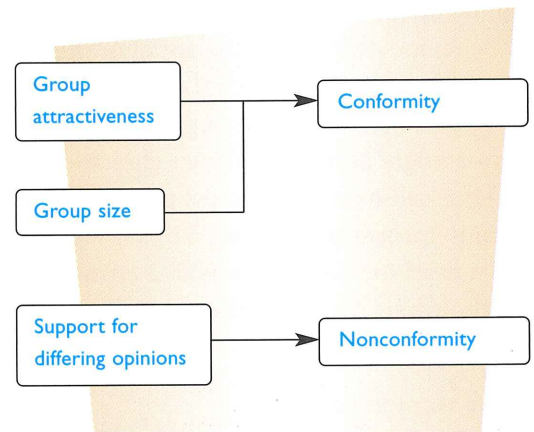 Group
attractiveness
Conformity
Group size
Support for
differing opinions
Nonconformity